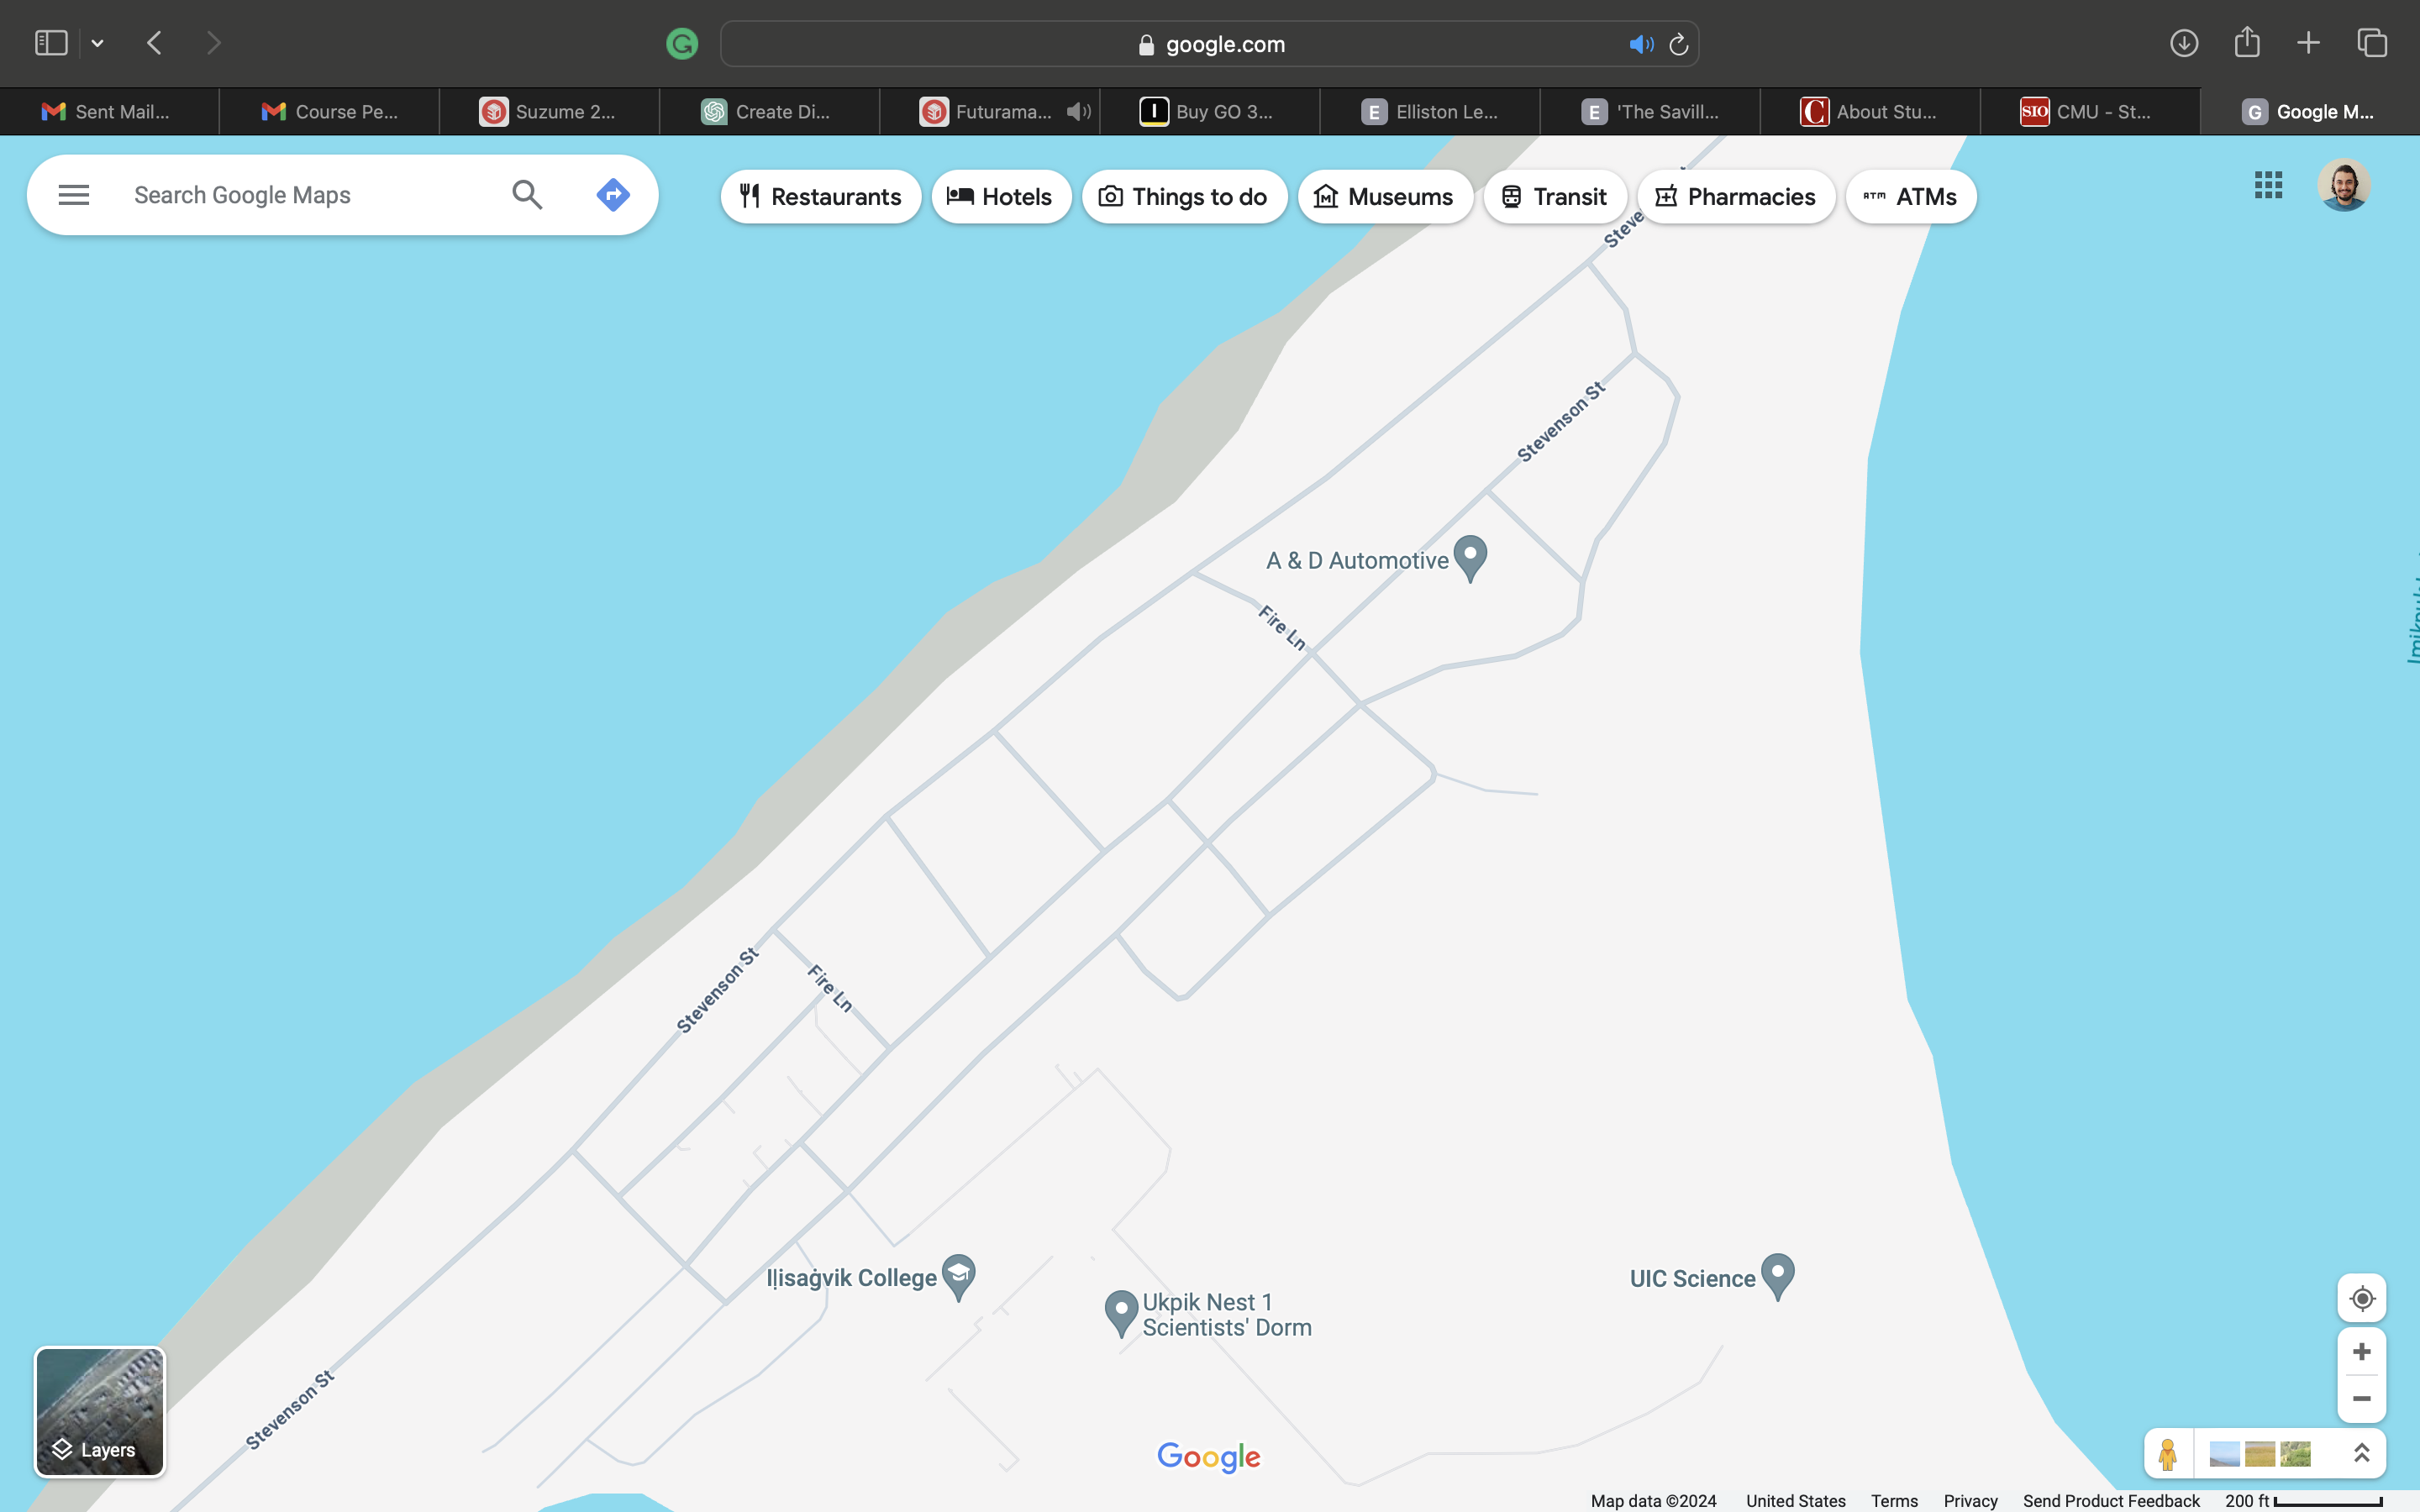 google.com
Sent Mail...
Course Pe...
Suzume 2...
Create Di...
Futurama...
I
Buy GO 3...
E
Elliston Le...
E
'The Savill...
C
About Stu...
SIO
CMU - St...
G
Google M...
Search Google Maps
Restaurants
Hotels
Things to do
Museums
Transit
Pharmacies
ATM
ATMs
Steve
Stevenson St
A & D Automotive
Fire Ln
Stevenson St
Fire Ln
Iḷisaġvik College
Ukpik Nest 1
Scientists' Dorm
UIC Science
Stevenson St
Layers
Google
Map data ©2024
United States
Terms
Privacy
Send Product Feedback
200 ft